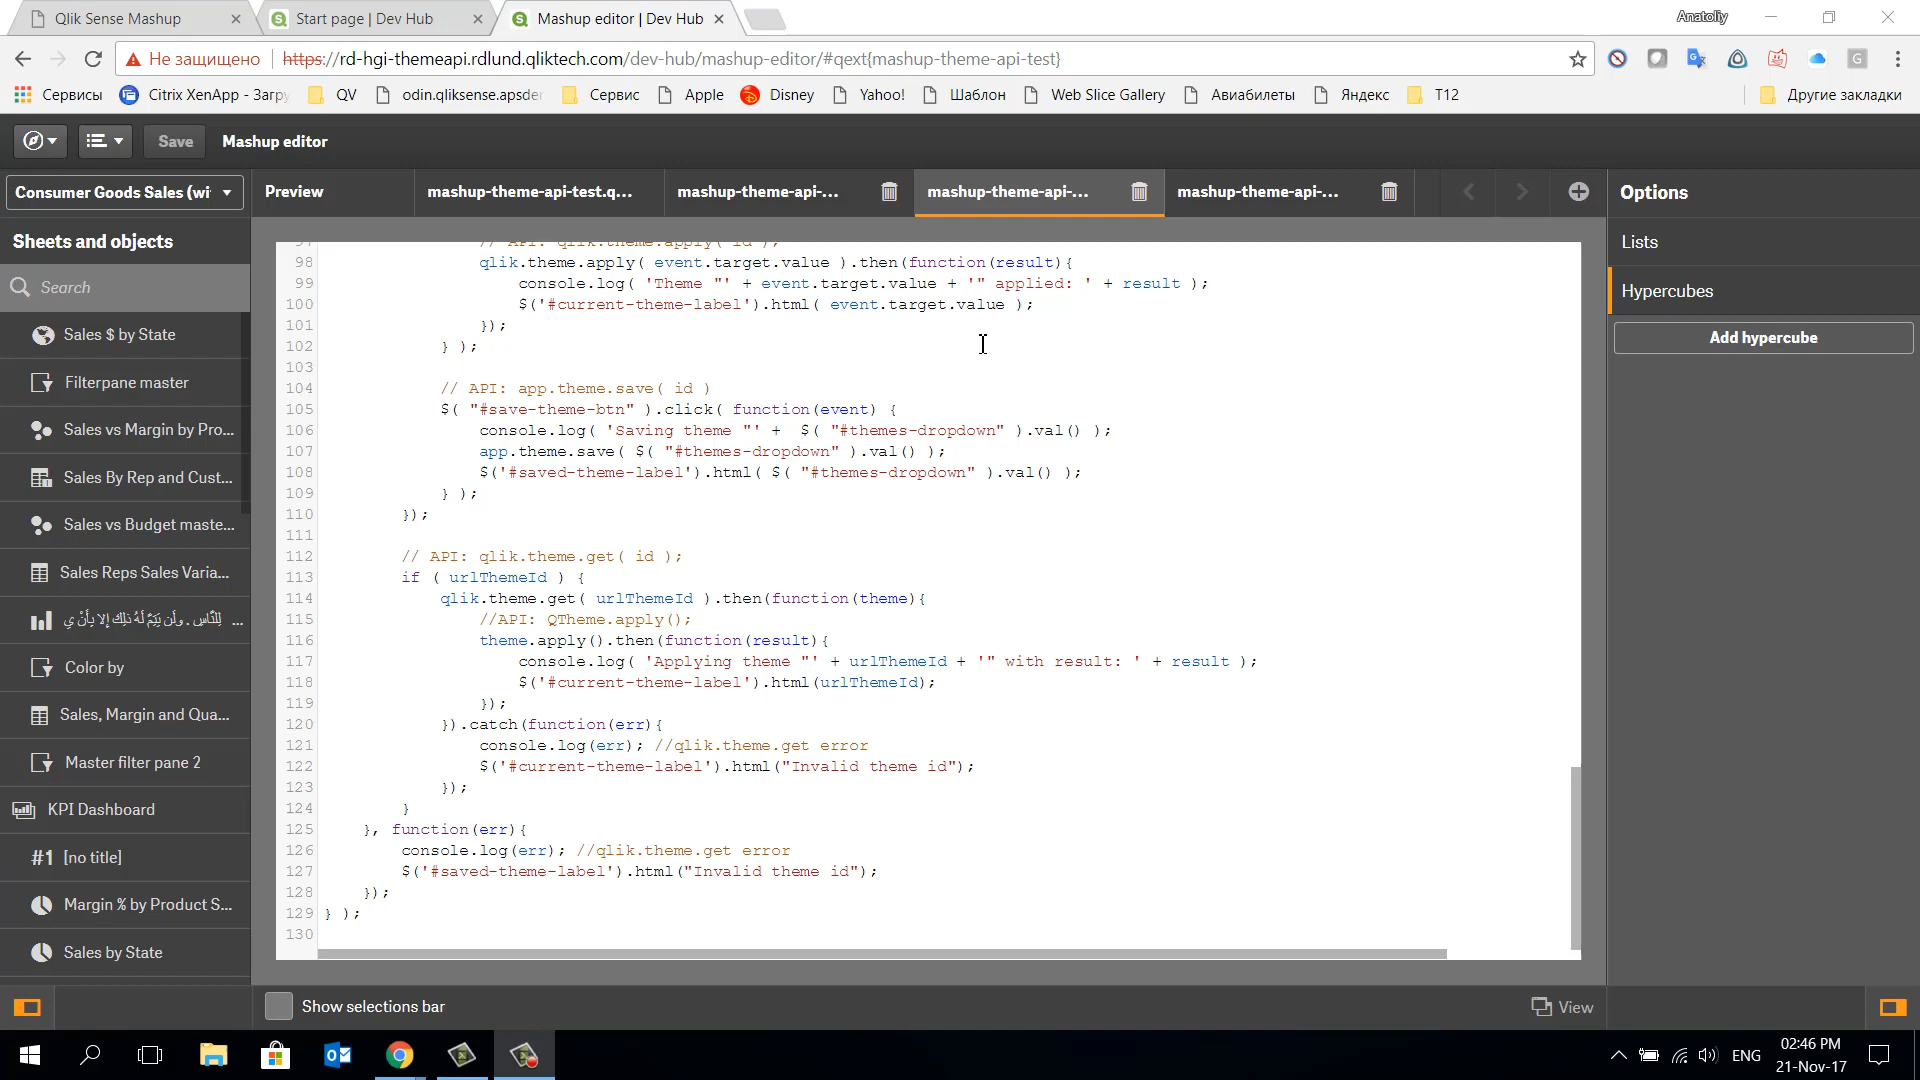 Qlik Sense Mashup
Start page | Dev Hub
Mashup editor | Dev Hub
Anatoliy
Не защищено
https://rd-hgi-themeapi.rdlund.qliktech.com/dev-hub/mashup-editor/#qext{mashup-theme-api-test}
G
Сервисы
Citrix XenApp - Загру
QV
odin.qliksense.apsder
Сервис
Apple
Disney
Yahoo!
Шаблон
Web Slice Gallery
Авиабилеты
Яндекс
T12
Другие закладки
Save
Mashup editor
Consumer Goods Sales (wi
Preview
mashup-theme-api-test.q...
mashup-theme-api-...
mashup-theme-api-...
mashup-theme-api-...
Options
Sheets and objects
Search
Sales $ by State
Filterpane master
Sales vs Margin by Pro...
Sales By Rep and Cust...
Sales vs Budget maste...
Sales Reps Sales Varia...
Color by
Sales, Margin and Qua...
Master filter pane 2
KPI Dashboard
#1 [no title]
Margin % by Product S...
Sales by State
97 // API: qlik.theme.apply( id );
98 qlik.theme.apply( event.target.value ).then(function(result){
99 console.log( 'Theme "' + event.target.value + '" applied: ' + result );
100 $('#current-theme-label').html( event.target.value );
101 });
102 } );
103
104 // API: app.theme.save( id )
105 $( "#save-theme-btn" ).click( function(event) {
106 console.log( 'Saving theme "' +  $( "#themes-dropdown" ).val() );
107 app.theme.save( $( "#themes-dropdown" ).val() );
108 $('#saved-theme-label').html( $( "#themes-dropdown" ).val() );
109 } );
110 });
111
112 // API: qlik.theme.get( id );
113 if ( urlThemeId ) {
114 qlik.theme.get( urlThemeId ).then(function(theme){
115 //API: QTheme.apply();
116 theme.apply().then(function(result){
117 console.log( 'Applying theme "' + urlThemeId + '" with result: ' + result );
118 $('#current-theme-label').html(urlThemeId);
119 });
120 }).catch(function(err){
121 console.log(err); //qlik.theme.get error
122 $('#current-theme-label').html("Invalid theme id");
123 });
124 }
125 }, function(err){
126 console.log(err); //qlik.theme.get error
127 $('#saved-theme-label').html("Invalid theme id");
128 });
129 } );
130
Lists
Hypercubes
Add hypercube
Show selections bar
View
ENG
02:46 PM
21-Nov-17